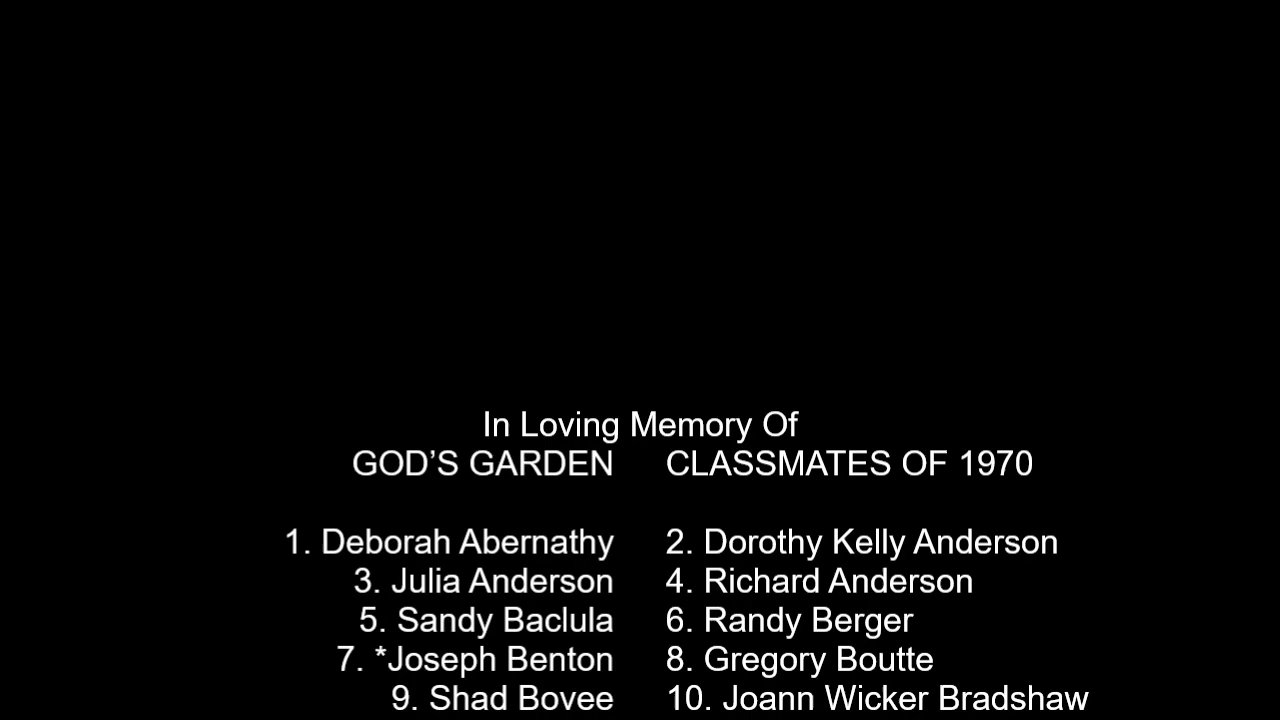 In Loving Memory Of
GOD’S GARDEN CLASSMATES OF 1970
1. Deborah Abernathy 2. Dorothy Kelly Anderson
3. Julia Anderson 4. Richard Anderson
5. Sandy Baclula 6. Randy Berger
7. *Joseph Benton 8. Gregory Boutte
9. Shad Bovee 10. Joann Wicker Bradshaw